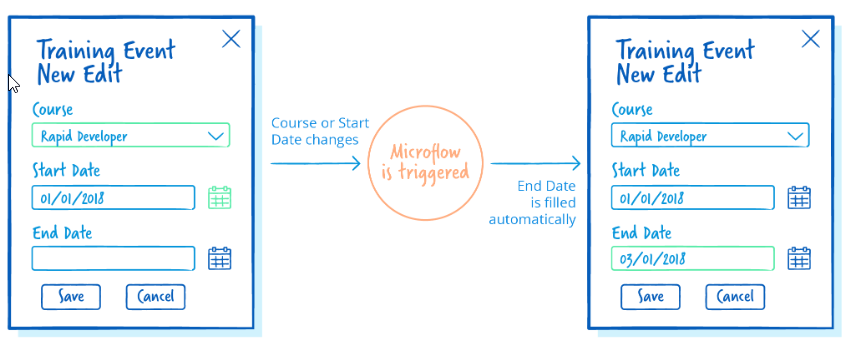 Training Event
New Edit
Course
Rapid Developer
Start Date
01/01/2018
End Date
Save
Cancel
Course or Start
Date changes
Microflow
is triggered
End Date
is filled
automatically
Training Event
New Edit
Course
Rapid Developer
Start Date
01/01/2018
End Date
03/01/2018
Save
Cancel